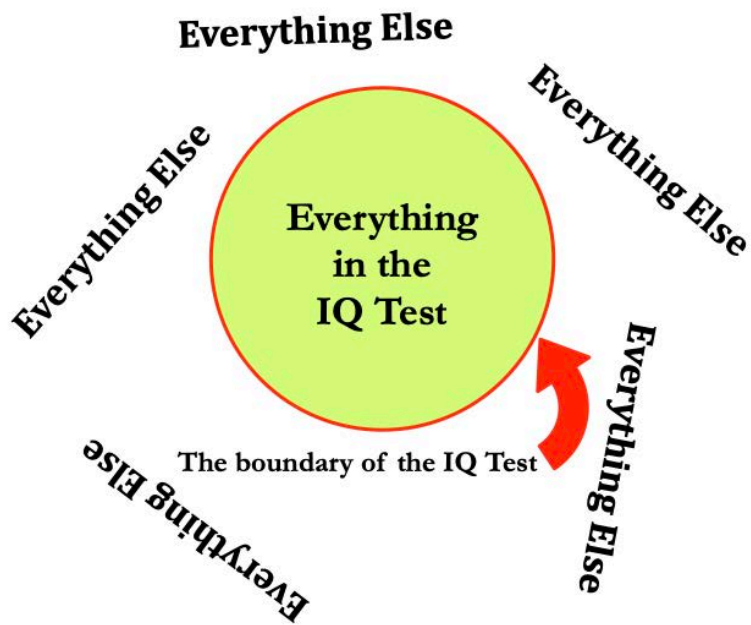 Everything Else
Everything Else
Everything Else
Everything
in the
IQ Test
Everything Else
The boundary of the IQ Test
Everything Else